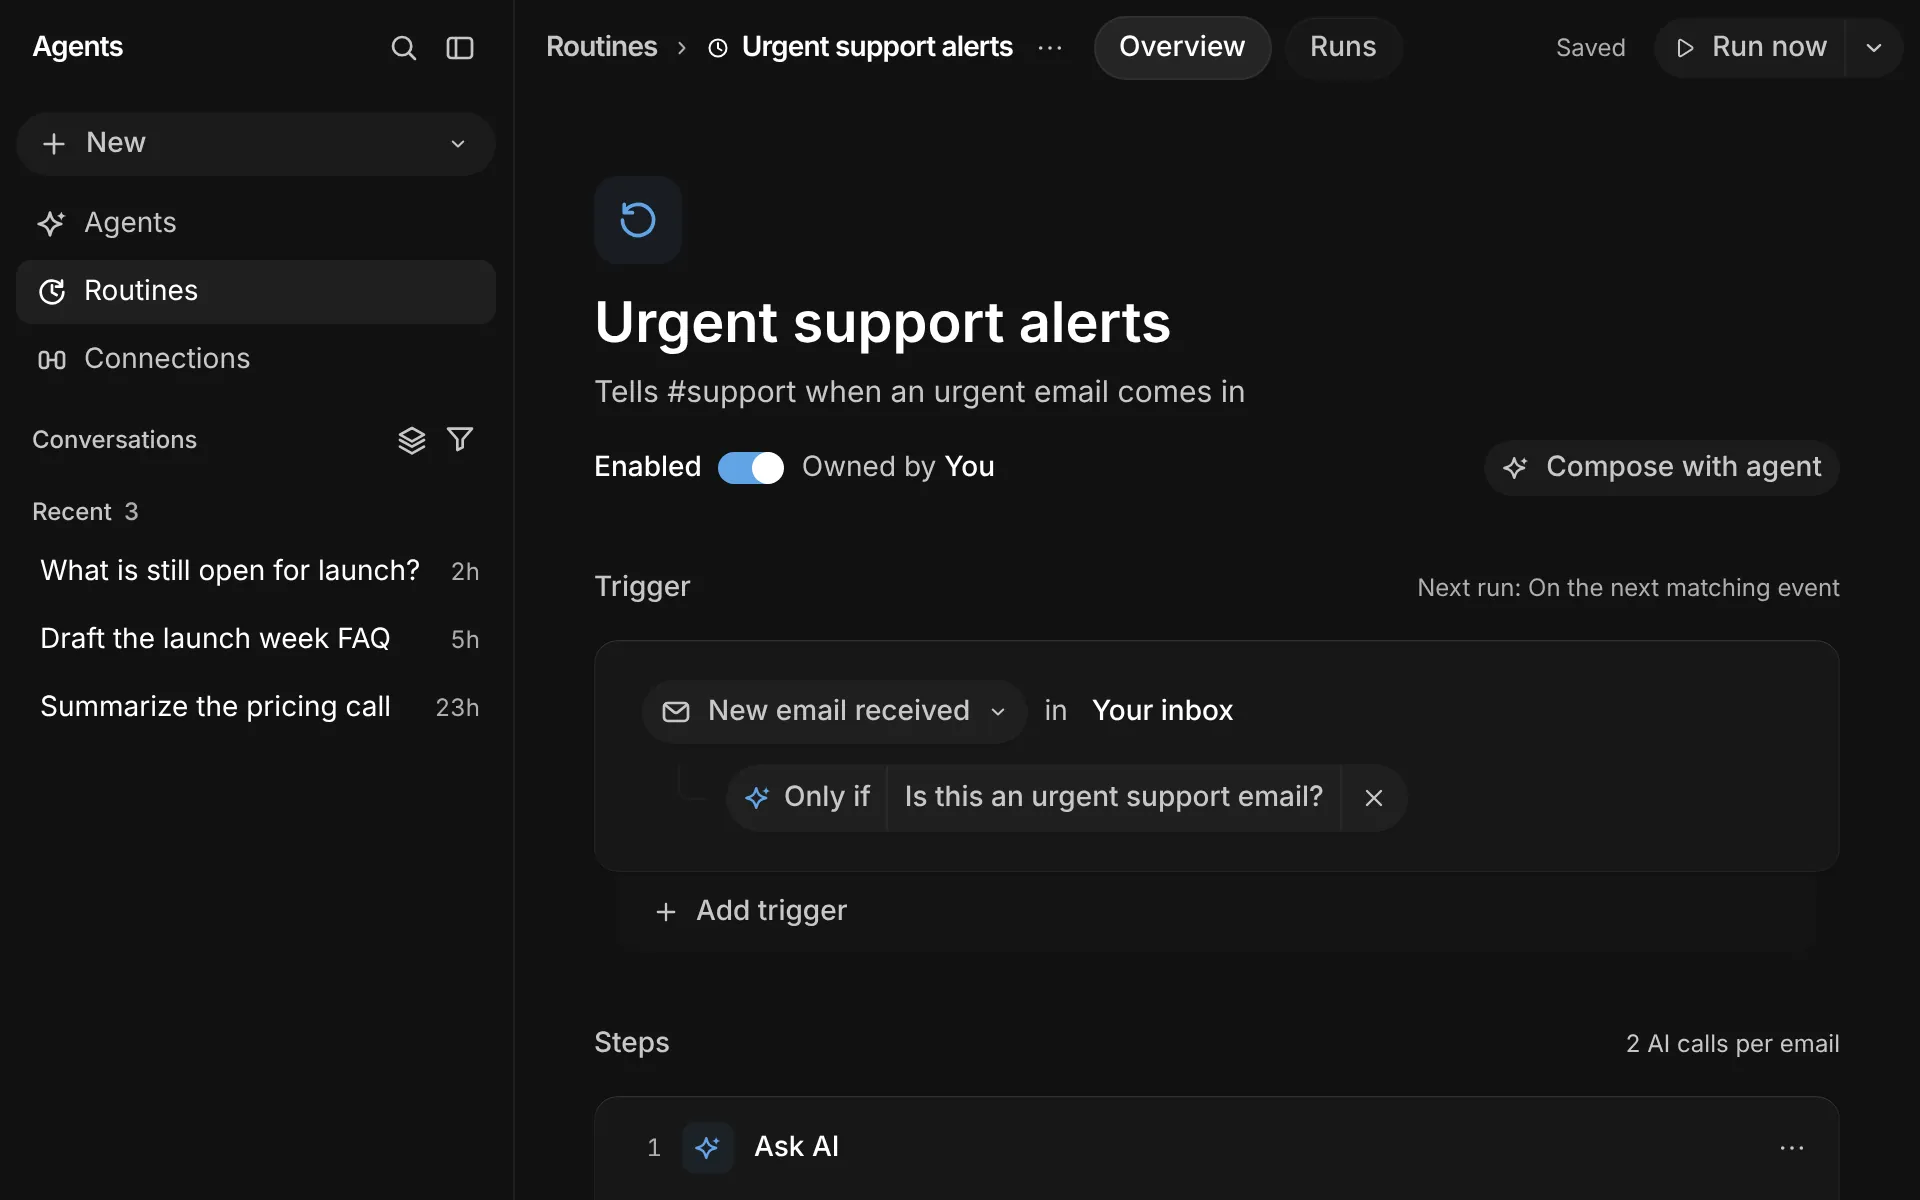 Agents
New
Agents
Routines
Connections
Conversations
Recent 3
What is still open for launch? 2h
Draft the launch week FAQ 5h
Summarize the pricing call 23h
Routines › Urgent support alerts ··· Overview Runs Saved Run now
Urgent support alerts
Tells #support when an urgent email comes in
Enabled Owned by You Compose with agent
Trigger Next run: On the next matching event
New email received in Your inbox
Only if Is this an urgent support email?
Add trigger
Steps 2 AI calls per email
1 Ask AI